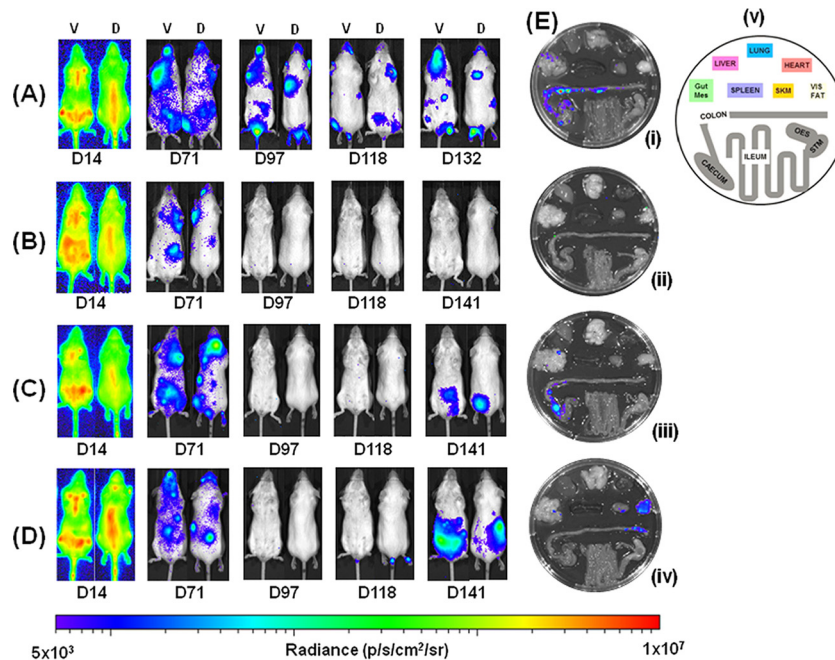 V D V D V D V D V D
(E)
(v)
LUNG
LIVER
HEART
Gut Mes
SPLEEN
SKM
VIS FAT
COLON
OES
STM
ILEUM
CAECUM
(A)
D14 D71 D97 D118 D132
(i)
(B)
D14 D71 D97 D118 D141
(ii)
(C)
D14 D71 D97 D118 D141
(iii)
(D)
D14 D71 D97 D118 D141
(iv)
5x10³ Radiance (p/s/cm²/sr) 1x10⁷